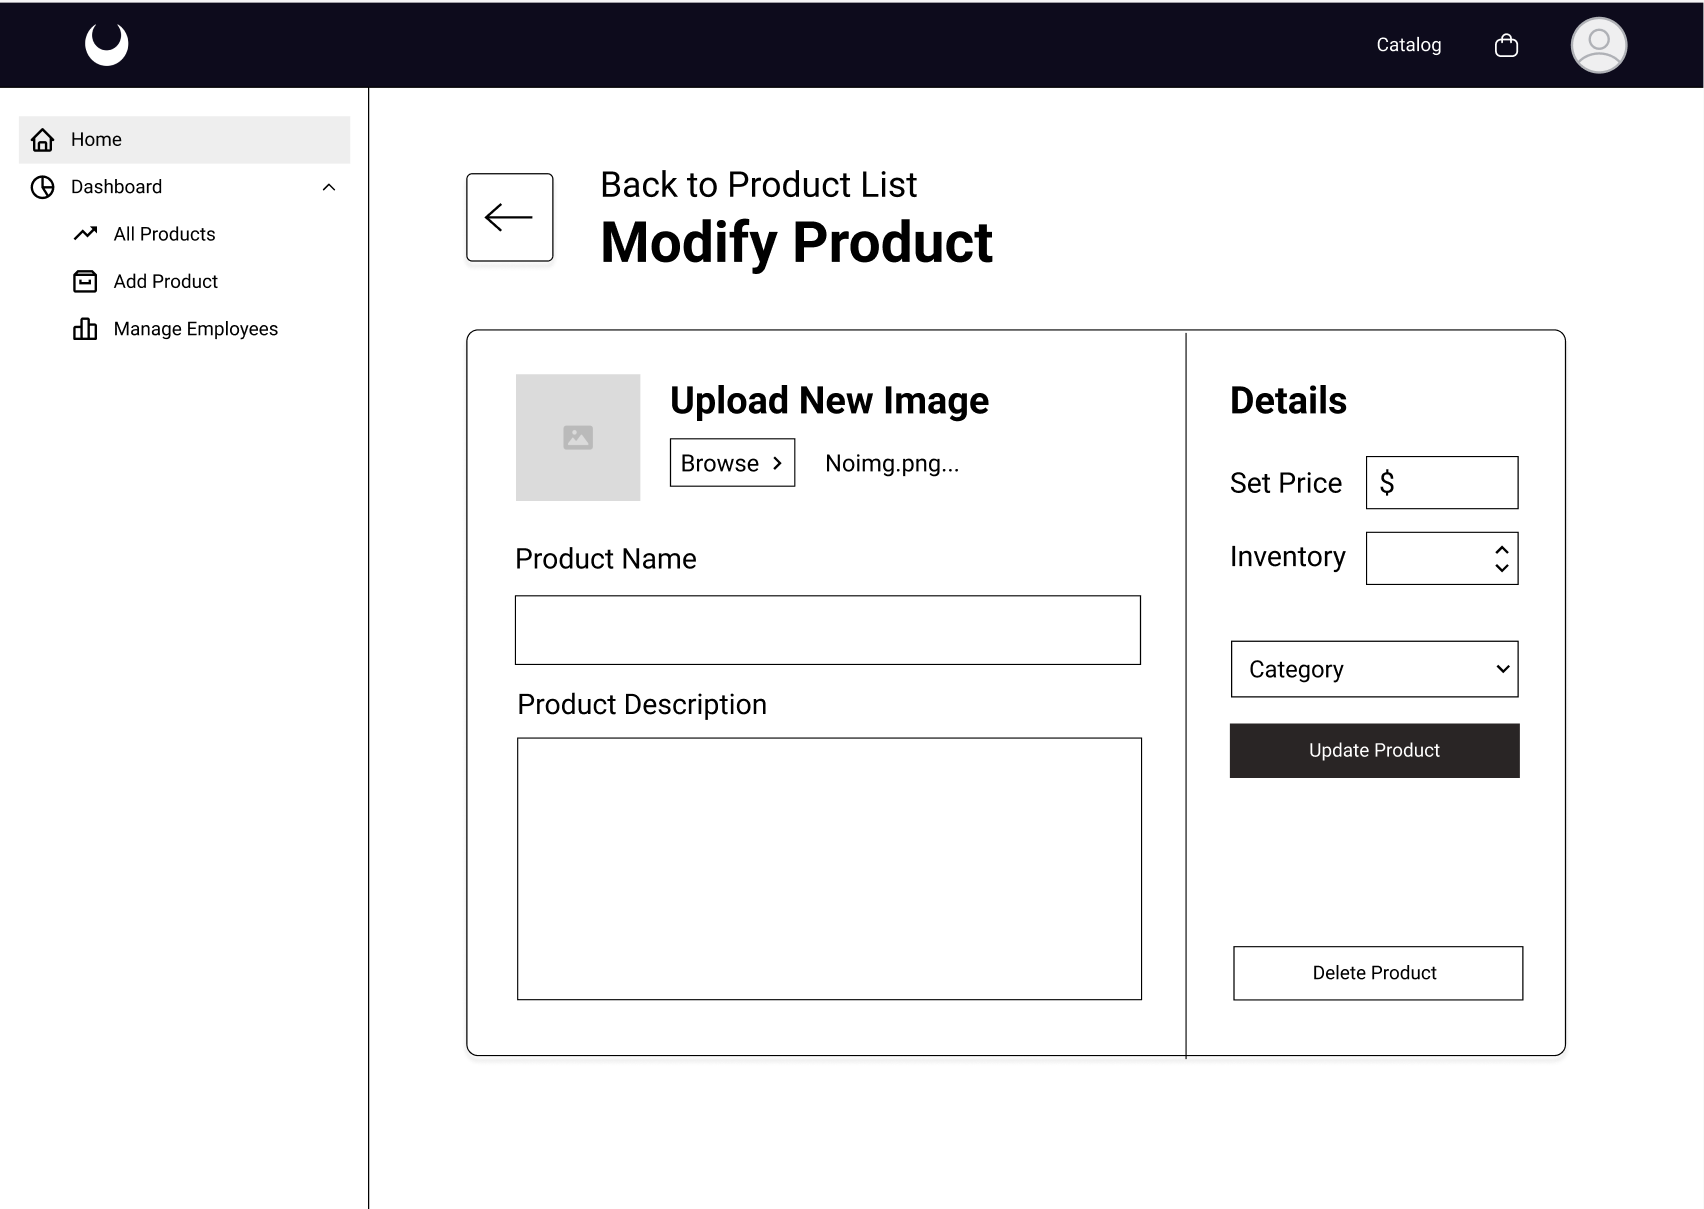 Catalog
Home
Dashboard
All Products
Add Product
Manage Employees
Back to Product List
Modify Product
Upload New Image
Browse
Noimg.png...
Product Name
Product Description
Details
Set Price
$
Inventory
Category
Update Product
Delete Product